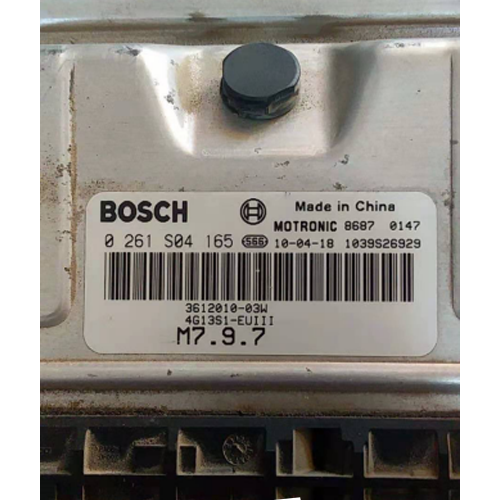 BOSCH Made in China
MOTRONIC 8687 0147
0 261 S04 165 566 10-04-18 1039S26929
3612010-03W
4G13S1-EUIII
M7.9.7